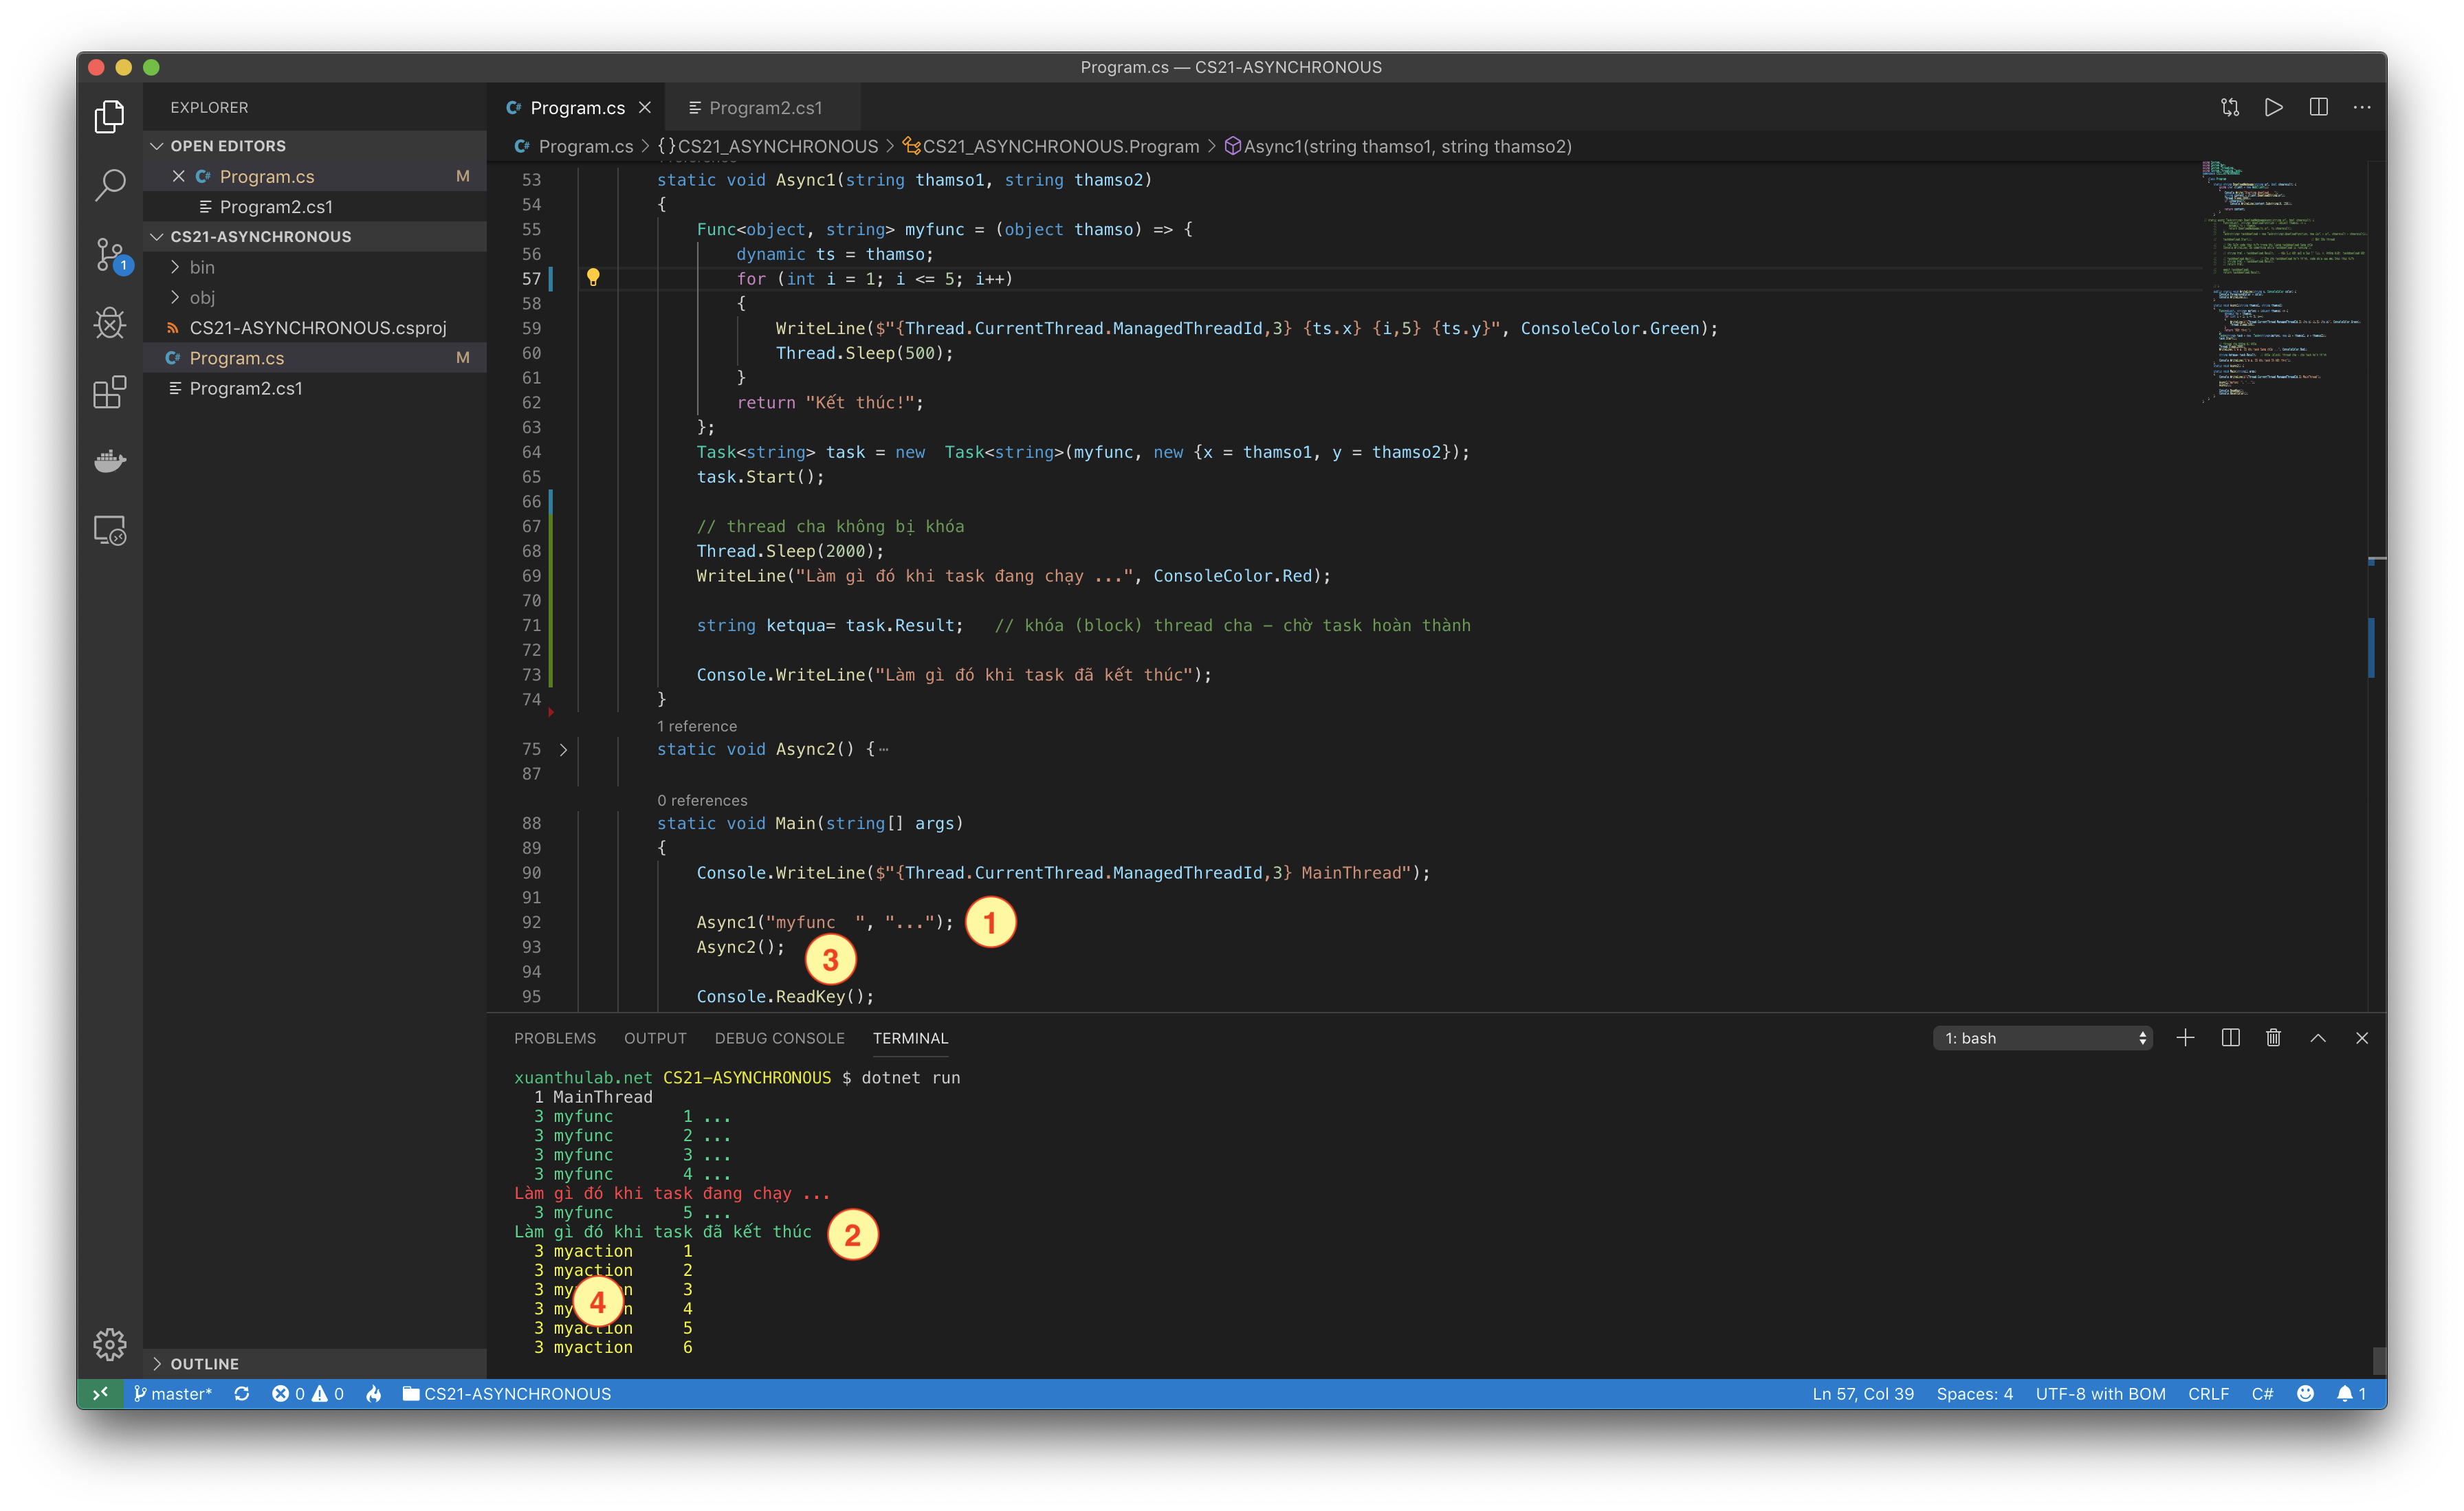 Program.cs — CS21-ASYNCHRONOUS
EXPLORER
OPEN EDITORS
Program.cs M
Program2.cs1
CS21-ASYNCHRONOUS
bin
obj
CS21-ASYNCHRONOUS.csproj
Program.cs M
Program2.cs1
OUTLINE
1
Program.cs
Program2.cs1
Program.cs > {} CS21_ASYNCHRONOUS > CS21_ASYNCHRONOUS.Program > Async1(string thamso1, string thamso2)
53 static void Async1(string thamso1, string thamso2)
54 {
55 Func<object, string> myfunc = (object thamso) => {
56 dynamic ts = thamso;
57 for (int i = 1; i <= 5; i++)
58 {
59 WriteLine($"{Thread.CurrentThread.ManagedThreadId,3} {ts.x} {i,5} {ts.y}", ConsoleColor.Green);
60 Thread.Sleep(500);
61 }
62 return "Kết thúc!";
63 };
64 Task<string> task = new  Task<string>(myfunc, new {x = thamso1, y = thamso2});
65 task.Start();
66
67 // thread cha không bị khóa
68 Thread.Sleep(2000);
69 WriteLine("Làm gì đó khi task đang chạy ...", ConsoleColor.Red);
70
71 string ketqua= task.Result;   // khóa (block) thread cha – chờ task hoàn thành
72
73 Console.WriteLine("Làm gì đó khi task đã kết thúc");
74 }
1 reference
75 static void Async2() {⋯
87
0 references
88 static void Main(string[] args)
89 {
90 Console.WriteLine($"{Thread.CurrentThread.ManagedThreadId,3} MainThread");
91
92 Async1("myfunc  ", "..."); 1
93 Async2(); 3
94
95 Console.ReadKey();
PROBLEMS OUTPUT DEBUG CONSOLE TERMINAL 1: bash
xuanthulab.net CS21-ASYNCHRONOUS $ dotnet run
1 MainThread
3 myfunc 1 ...
3 myfunc 2 ...
3 myfunc 3 ...
3 myfunc 4 ...
Làm gì đó khi task đang chạy ...
3 myfunc 5 ...
Làm gì đó khi task đã kết thúc 2
3 myaction 1
3 myaction 2
3 my n 3
4
3 my n 4
3 myaction 5
3 myaction 6
master* 0 0 CS21-ASYNCHRONOUS Ln 57, Col 39 Spaces: 4 UTF-8 with BOM CRLF C# 1